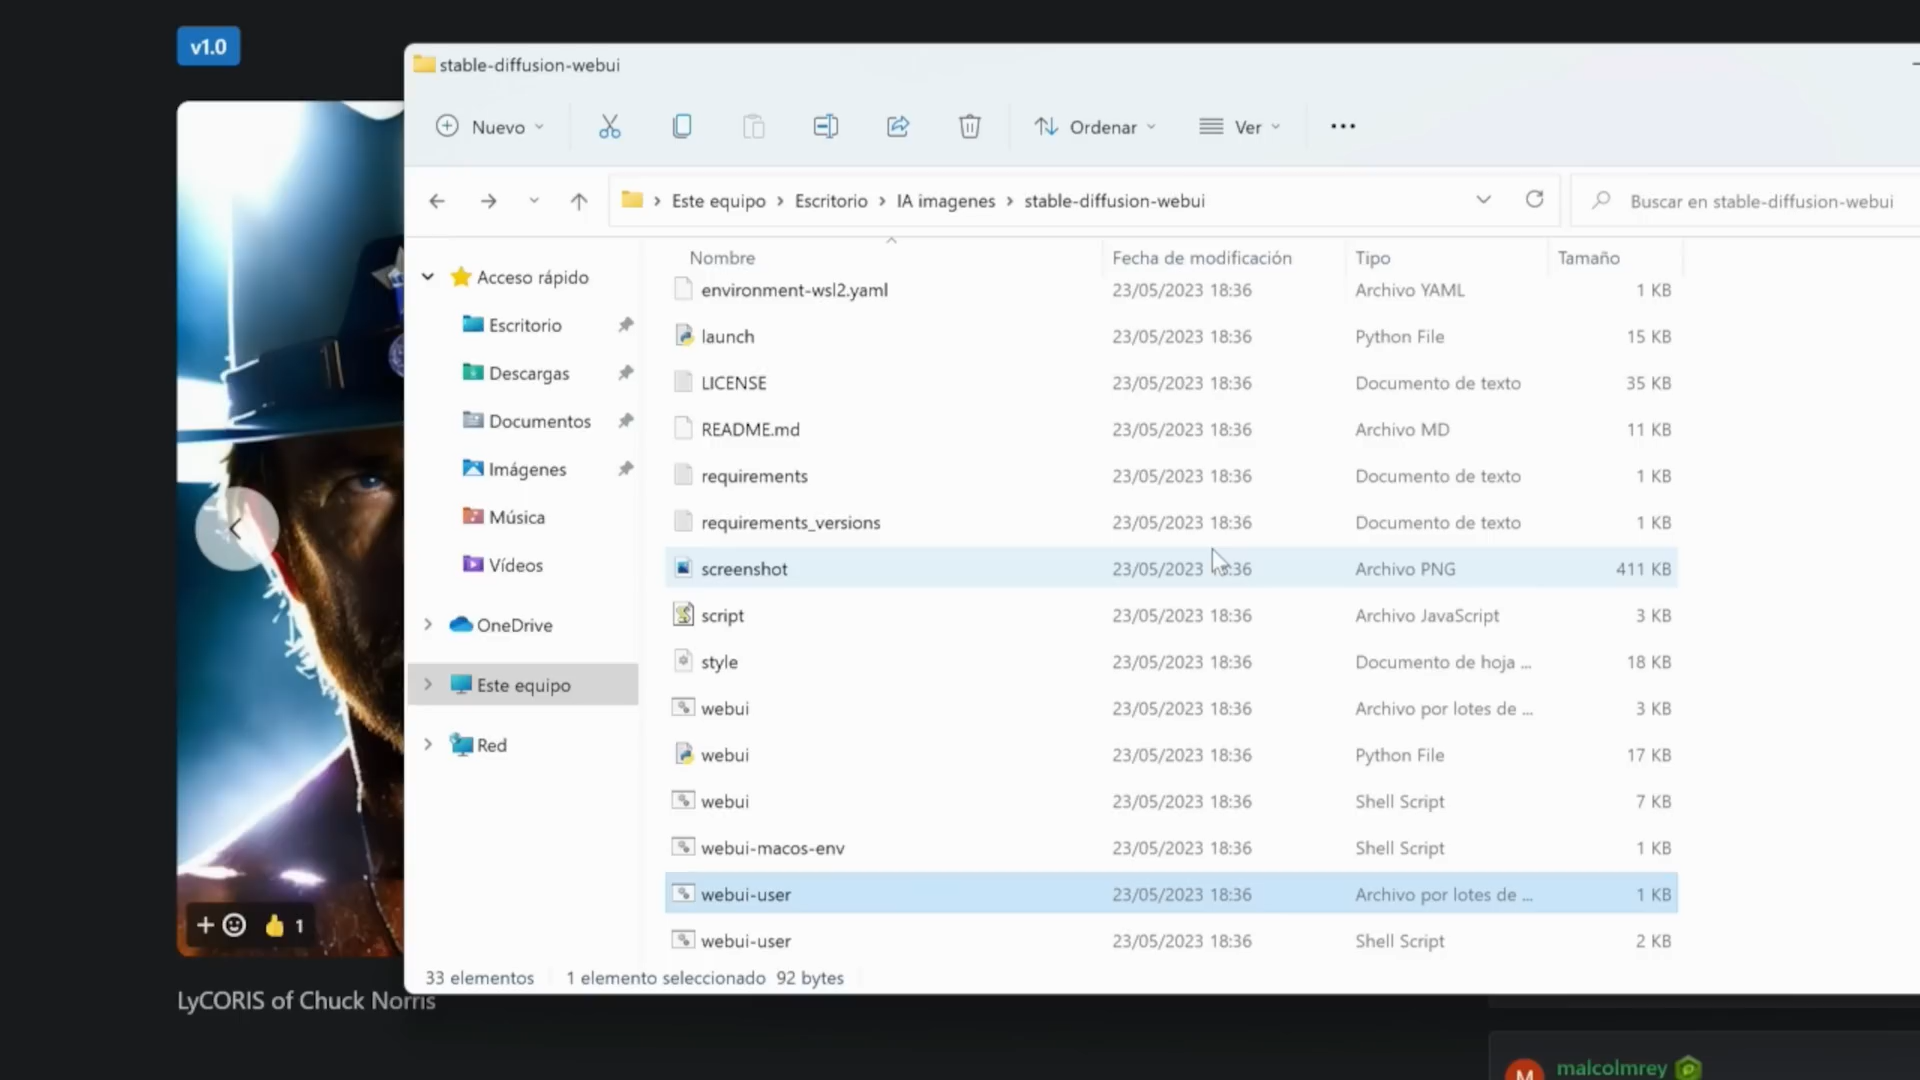 v1.0
stable-diffusion-webui
Nuevo
Ordenar
Ver
Este equipo > Escritorio > IA imagenes > stable-diffusion-webui
Buscar en stable-diffusion-webui
Nombre Fecha de modificación Tipo Tamaño
Acceso rápido
Escritorio
Descargas
Documentos
Imágenes
Música
Vídeos
OneDrive
Este equipo
Red
environment-wsl2.yaml 23/05/2023 18:36 Archivo YAML 1 KB
launch 23/05/2023 18:36 Python File 15 KB
LICENSE 23/05/2023 18:36 Documento de texto 35 KB
README.md 23/05/2023 18:36 Archivo MD 11 KB
requirements 23/05/2023 18:36 Documento de texto 1 KB
requirements_versions 23/05/2023 18:36 Documento de texto 1 KB
screenshot 23/05/2023 18:36 Archivo PNG 411 KB
script 23/05/2023 18:36 Archivo JavaScript 3 KB
style 23/05/2023 18:36 Documento de hoja ... 18 KB
webui 23/05/2023 18:36 Archivo por lotes de ... 3 KB
webui 23/05/2023 18:36 Python File 17 KB
webui 23/05/2023 18:36 Shell Script 7 KB
webui-macos-env 23/05/2023 18:36 Shell Script 1 KB
webui-user 23/05/2023 18:36 Archivo por lotes de ... 1 KB
webui-user 23/05/2023 18:36 Shell Script 2 KB
33 elementos 1 elemento seleccionado 92 bytes
1
LyCORIS of Chuck Norris
M malcolmrey